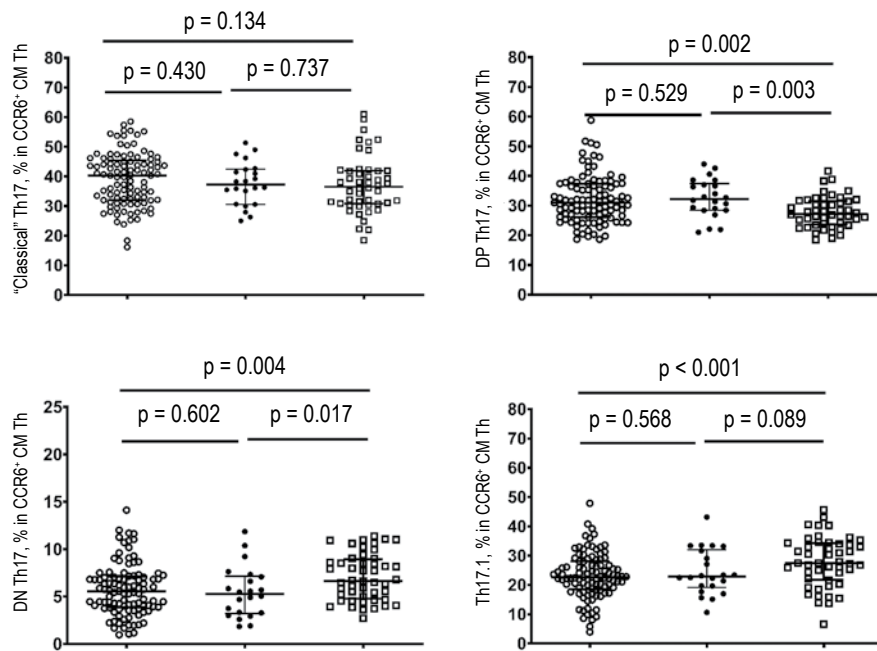 p = 0.134
p = 0.430
p = 0.737
80
70
60
50
40
30
20
10
0
“Classical” Th17, % in CCR6⁺ CM Th
p = 0.002
p = 0.529
p = 0.003
80
70
60
50
40
30
20
10
0
DP Th17, % in CCR6⁺ CM Th
p = 0.004
p = 0.602
p = 0.017
25
20
15
10
5
0
DN Th17, % in CCR6⁺ CM Th
p < 0.001
p = 0.568
p = 0.089
80
70
60
50
40
30
20
10
0
Th17.1, % in CCR6⁺ CM Th